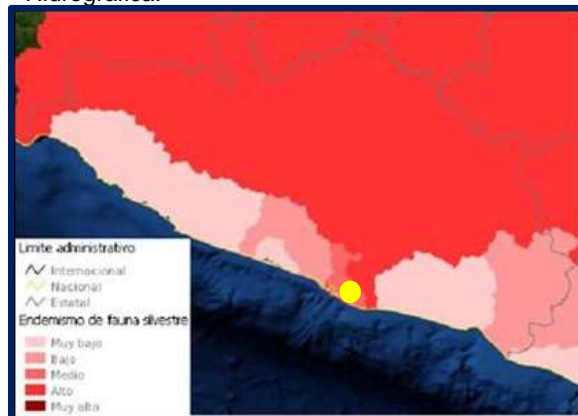 Hidrográfica.
Limite administrativo
Internacional
Nacional
Estatal
Endemismo de fauna silvestre
Muy bajo
Bajo
Medio
Alto
Muy alto